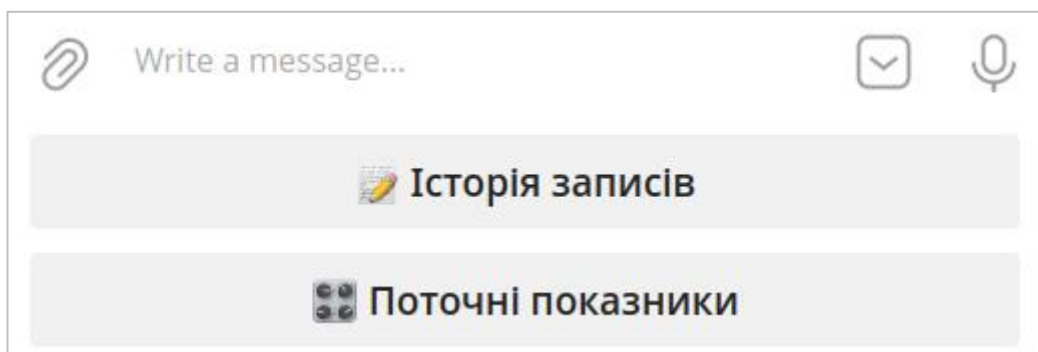 Write a message...
📝 Історія записів
🎛 Поточні показники